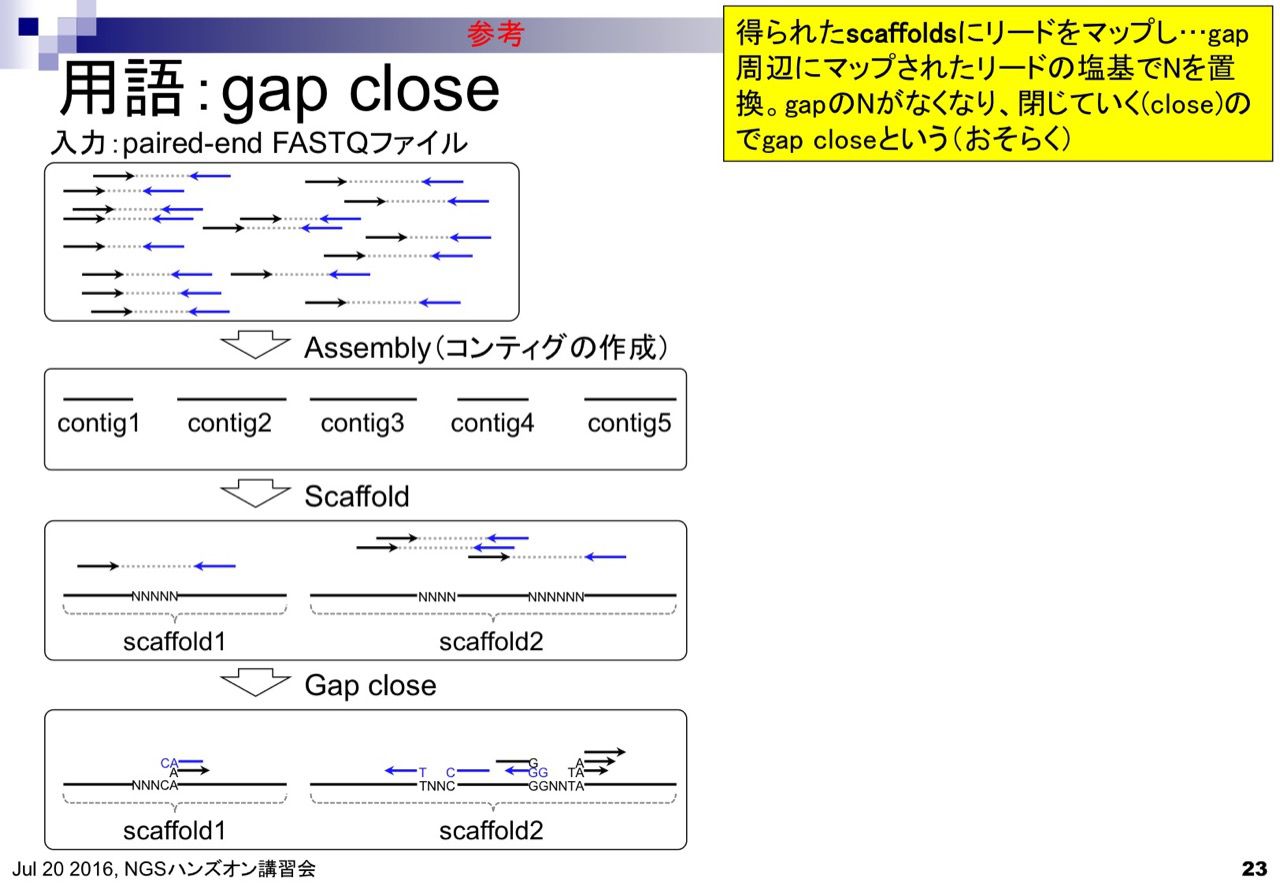 参考
得られたscaffoldsにリードをマップし…gap
周辺にマップされたリードの塩基でNを置
換。gapのNがなくなり、閉じていく(close)の
でgap closeという（おそらく）
用語：gap close
入力：paired-end FASTQファイル
Assembly（コンティグの作成）
contig1 contig2 contig3 contig4 contig5
Scaffold
NNNNN NNNN NNNNNN
scaffold1 scaffold2
Gap close
CA G A
A T C GG TA
NNNCA TNNC GGNNTA
scaffold1 scaffold2
Jul 20 2016, NGSハンズオン講習会 23